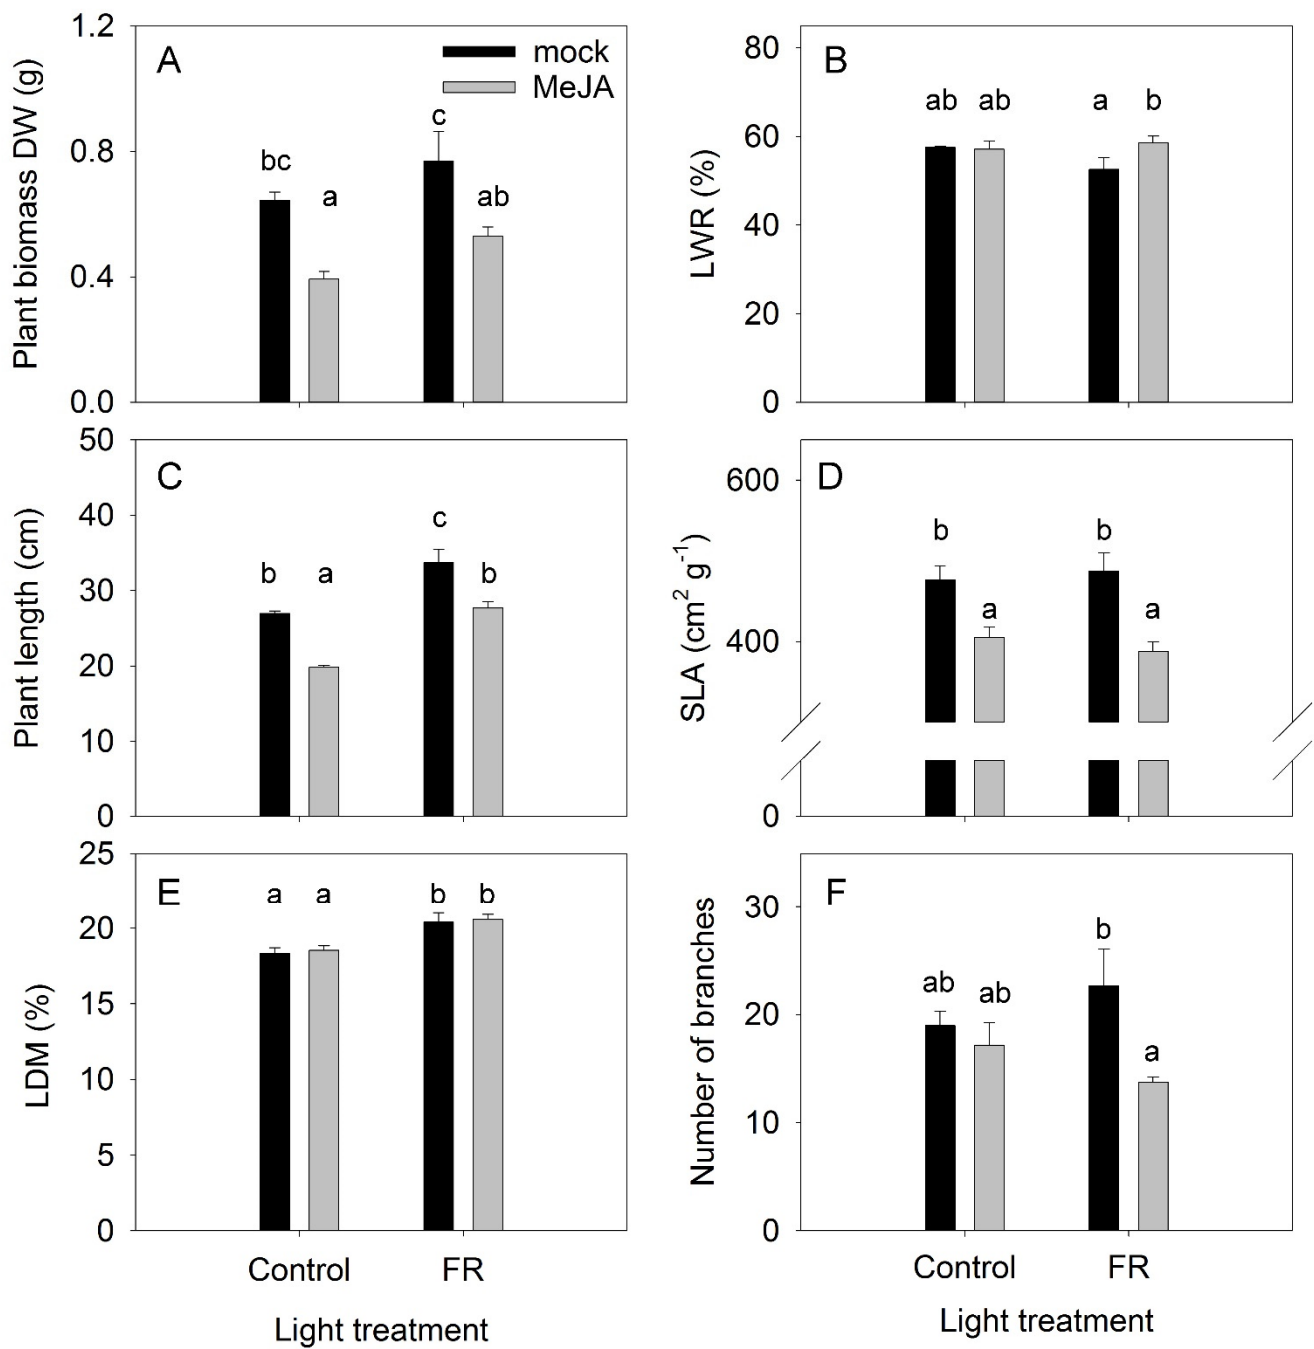 A
mock
MeJA
Plant biomass DW (g)
1.2
0.8
0.4
0.0
bc
a
c
ab
B
LWR (%)
80
60
40
20
0
ab
ab
a
b
C
Plant length (cm)
50
40
30
20
10
0
b
a
c
b
D
SLA (cm² g⁻¹)
600
400
0
b
a
b
a
E
LDM (%)
25
20
15
10
5
0
a
a
b
b
Control
FR
Light treatment
F
Number of branches
30
20
10
0
ab
ab
b
a
Control
FR
Light treatment